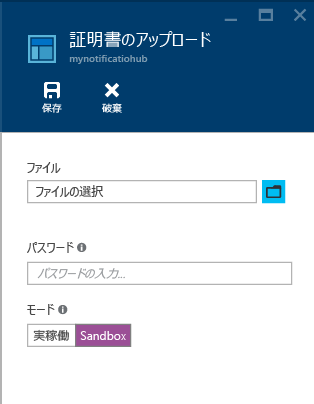 証明書のアップロード
mynotificatiohub
保存 破棄
ファイル
ファイルの選択
パスワード
パスワードの入力...
モード
実稼働 Sandbox